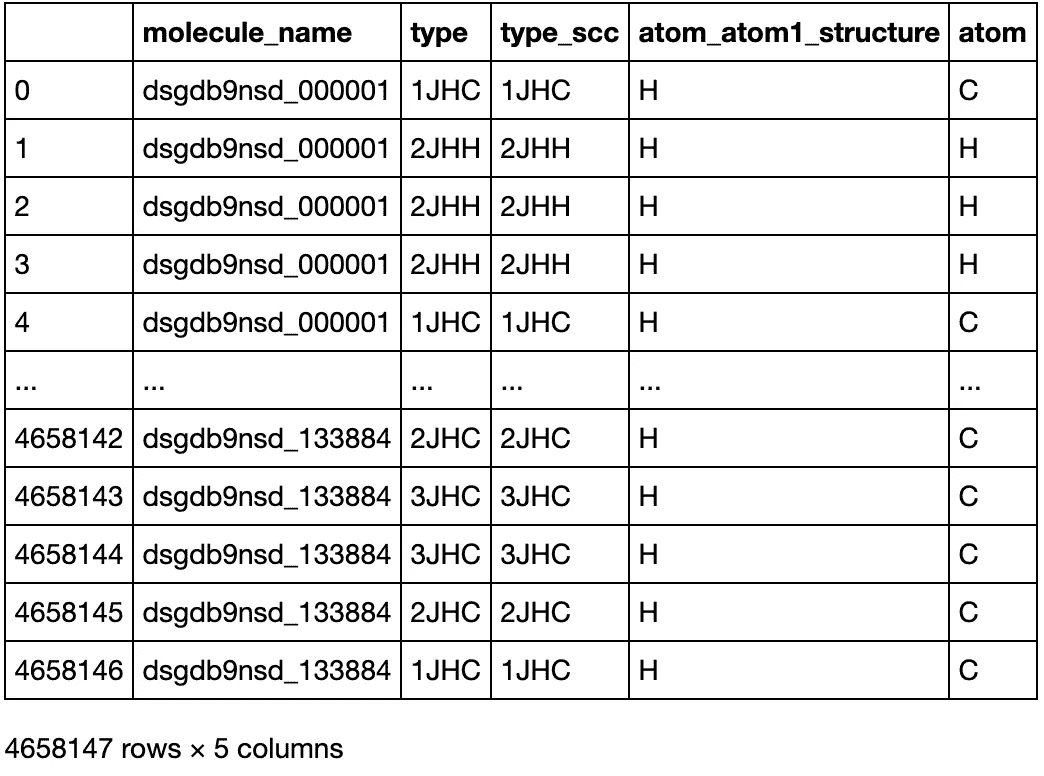 molecule_name type type_scc atom_atom1_structure atom
0 dsgdb9nsd_000001 1JHC 1JHC H C
1 dsgdb9nsd_000001 2JHH 2JHH H H
2 dsgdb9nsd_000001 2JHH 2JHH H H
3 dsgdb9nsd_000001 2JHH 2JHH H H
4 dsgdb9nsd_000001 1JHC 1JHC H C
... ... ... ... ... ...
4658142 dsgdb9nsd_133884 2JHC 2JHC H C
4658143 dsgdb9nsd_133884 3JHC 3JHC H C
4658144 dsgdb9nsd_133884 3JHC 3JHC H C
4658145 dsgdb9nsd_133884 2JHC 2JHC H C
4658146 dsgdb9nsd_133884 1JHC 1JHC H C
4658147 rows × 5 columns